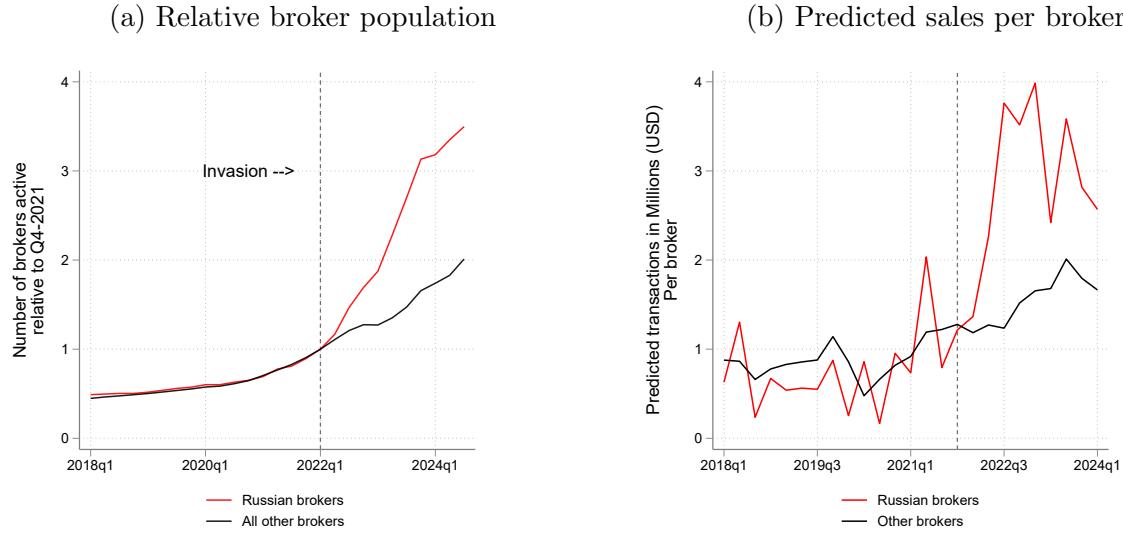 (a) Relative broker population
Number of brokers active
relative to Q4-2021
4
3
2
1
0
Invasion -->
2018q1 2020q1 2022q1 2024q1
Russian brokers
All other brokers
(b) Predicted sales per broker
Predicted transactions in Millions (USD)
Per broker
4
3
2
1
0
2018q1 2019q3 2021q1 2022q3 2024q1
Russian brokers
Other brokers